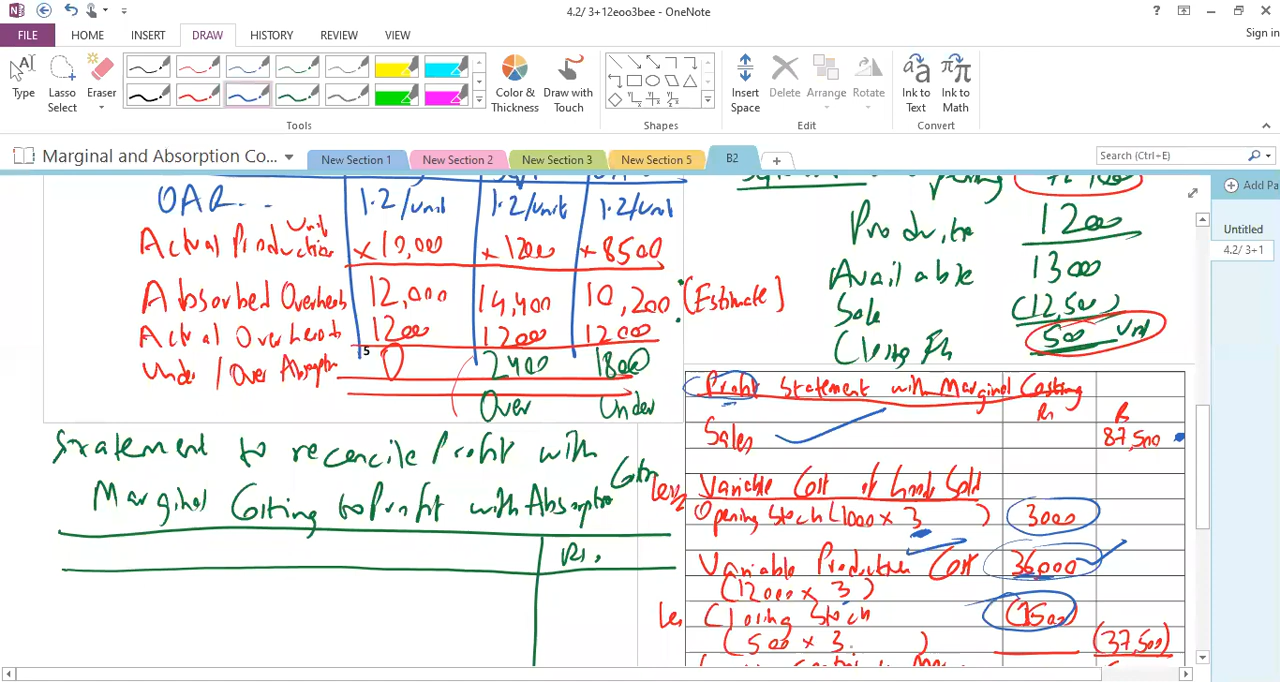 4.2/ 3+12eoo3bee - OneNote
Sign in
FILE HOME INSERT DRAW HISTORY REVIEW VIEW
Type
Lasso Select
Eraser
Color & Thickness
Draw with Touch
Insert Space
Delete
Arrange
Rotate
Ink to Text
Ink to Math
Tools
Shapes
Edit
Convert
Marginal and Absorption Co...
New Section 1
New Section 2
New Section 3
New Section 5
B2
Search (Ctrl+E)
Add Pa
Untitled
4.2/ 3+1
OAR.. 1.2/unit 1.2/unit 1.2/unit
Actual Production unit x10,000 x12000 x8500
Absorbed Overheads 12,000 14,400 10,200 (Estimate)
Actual Overheads 12000 12000 12000
Under / Over Absorption 0 2400 1800
5
Over Under
12000
Available 13000
Sale (12,500)
Closing 500 unit
Statement to reconcile Profit with
Marginal Costing to Profit with Absorption Costing
Rs.
Profit Statement with Marginal Costing
Rs Rs
Sales 87,500
Less Variable Cost of Goods Sold
Opening Stock (1000 x 3 ) 3000
Variable Production Cost 36,000
(12000 x 3)
Les Closing Stock (1500)
(500 x 3. ) (37,500)